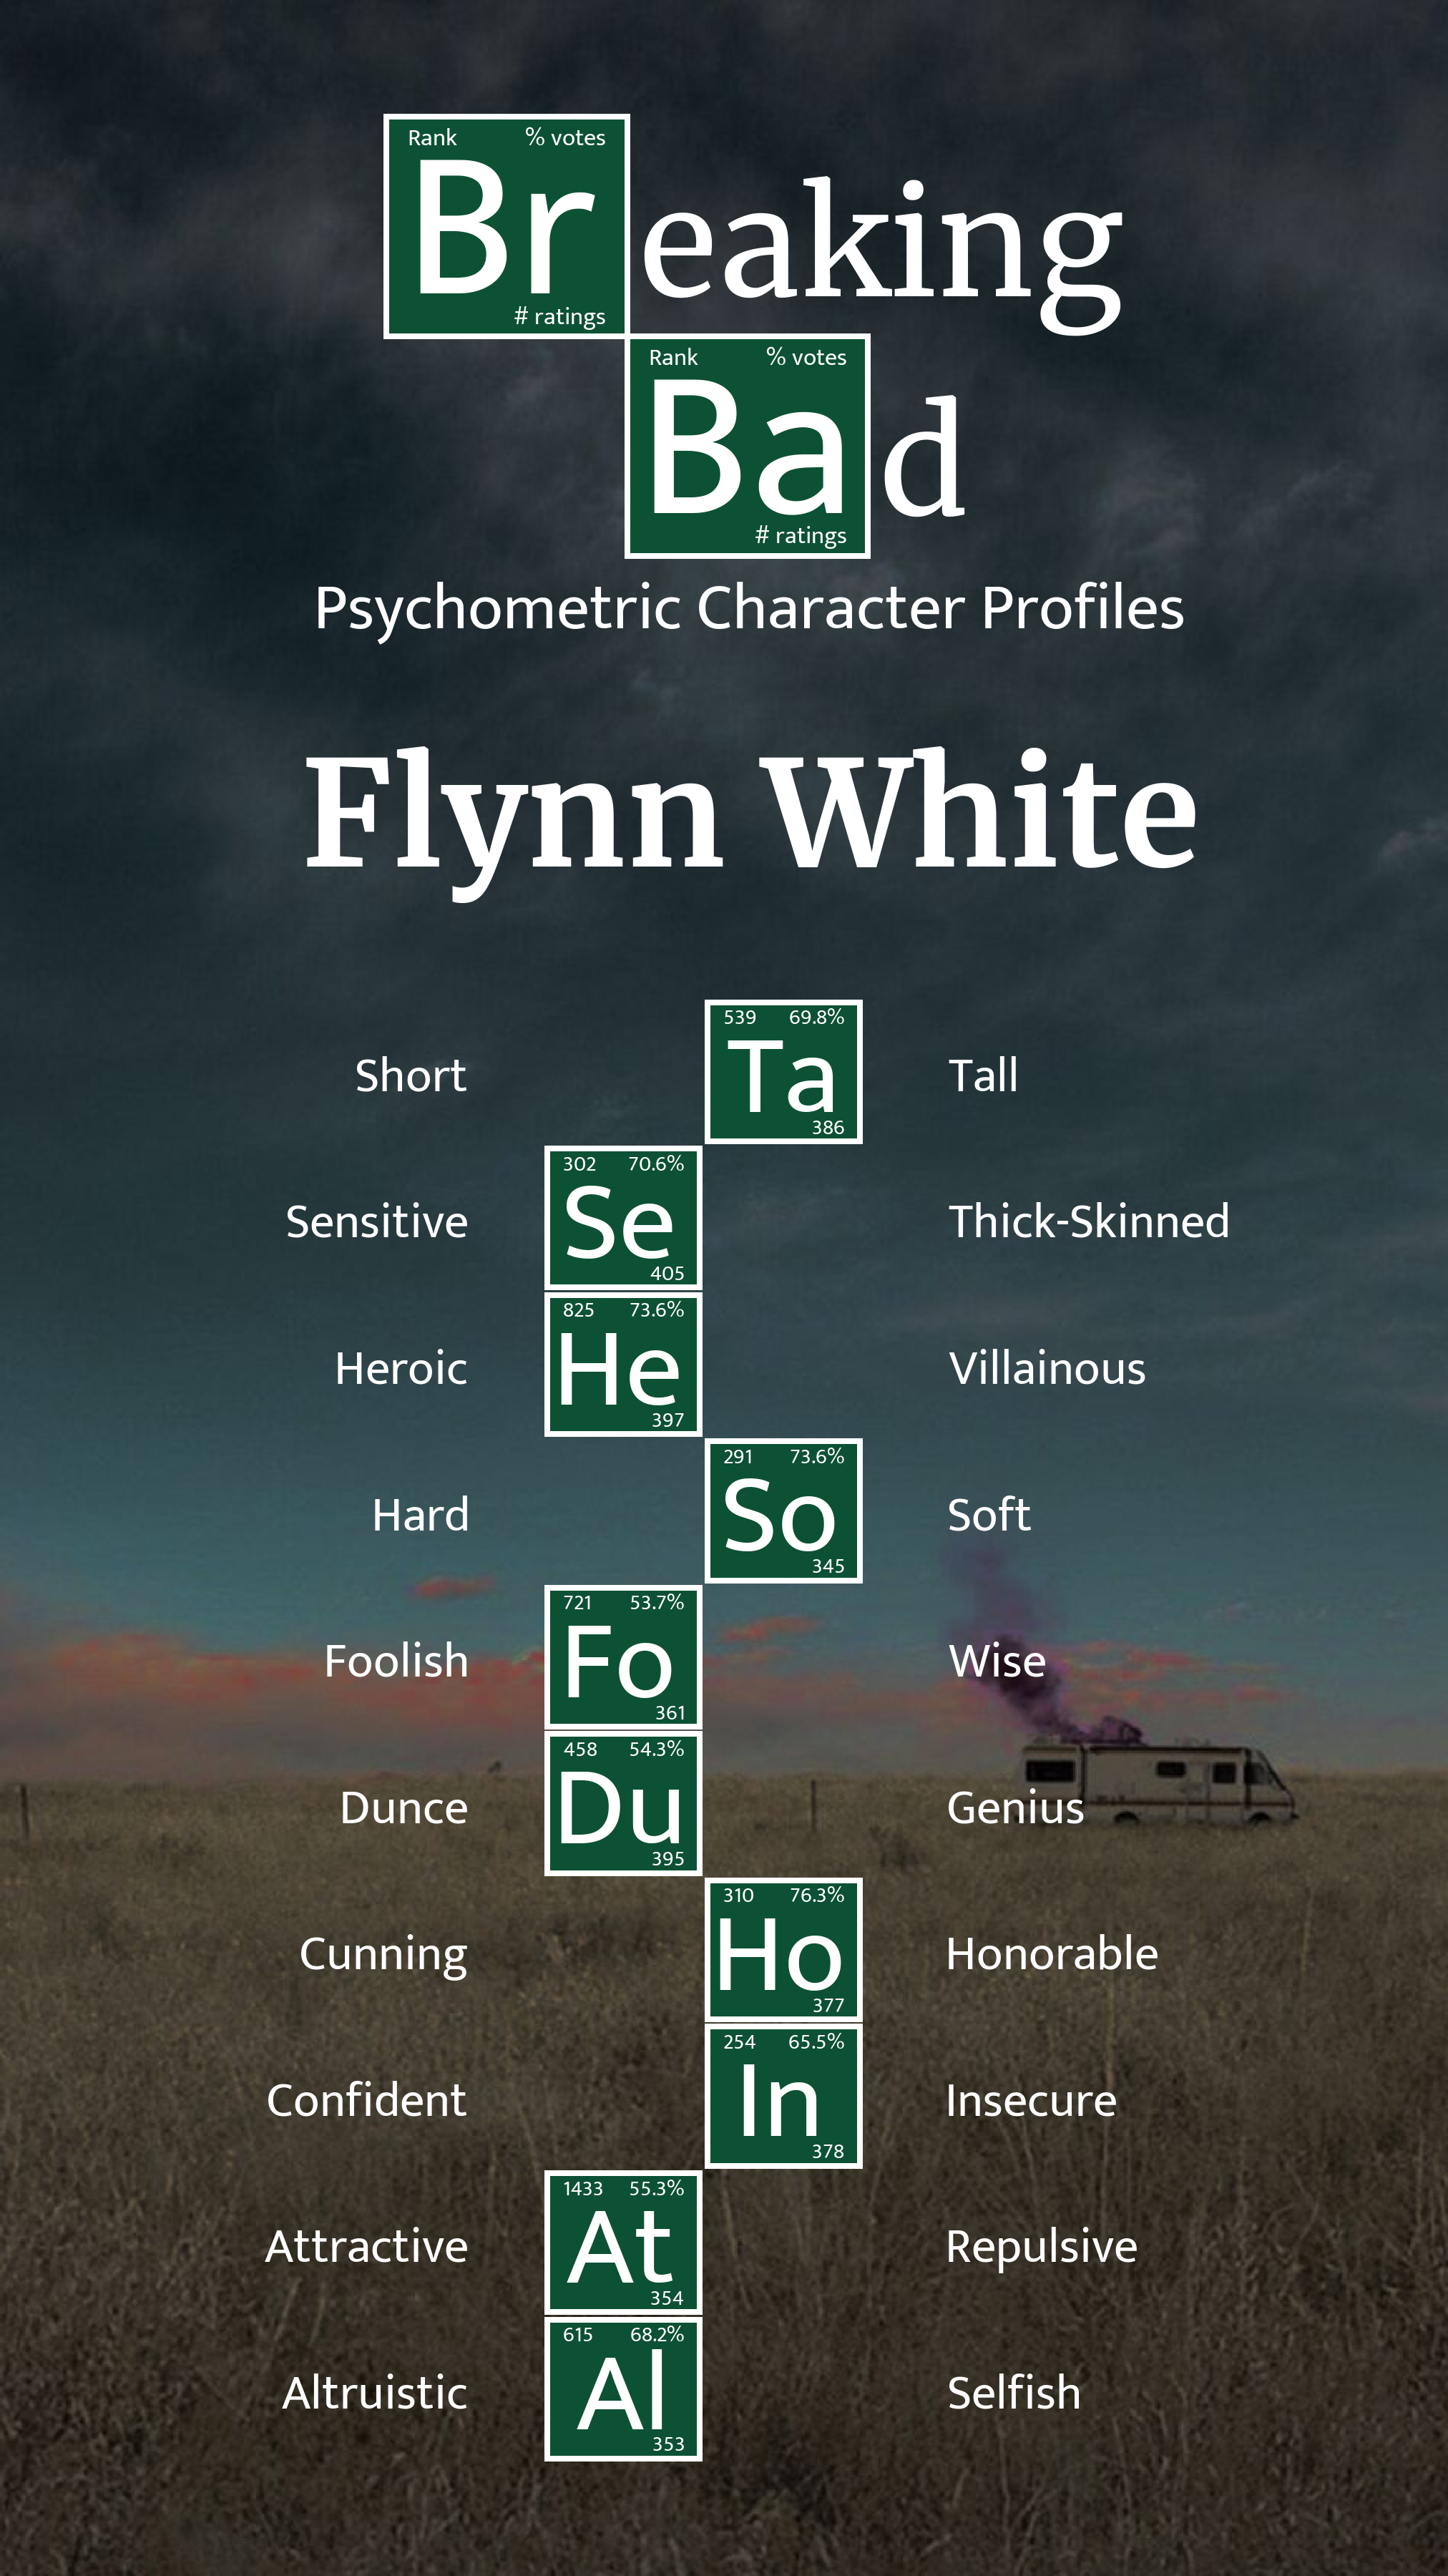 Rank % votes
Breaking
# ratings
Rank % votes
Bad
# ratings
Psychometric Character Profiles
Flynn White
539 69.8%
Short Ta Tall
386
302 70.6%
Sensitive Se Thick-Skinned
405
825 73.6%
Heroic He Villainous
397
291 73.6%
Hard So Soft
345
721 53.7%
Foolish Fo Wise
361
458 54.3%
Dunce Du Genius
395
310 76.3%
Cunning Ho Honorable
377
254 65.5%
Confident In Insecure
378
1433 55.3%
Attractive At Repulsive
354
615 68.2%
Altruistic Al Selfish
353